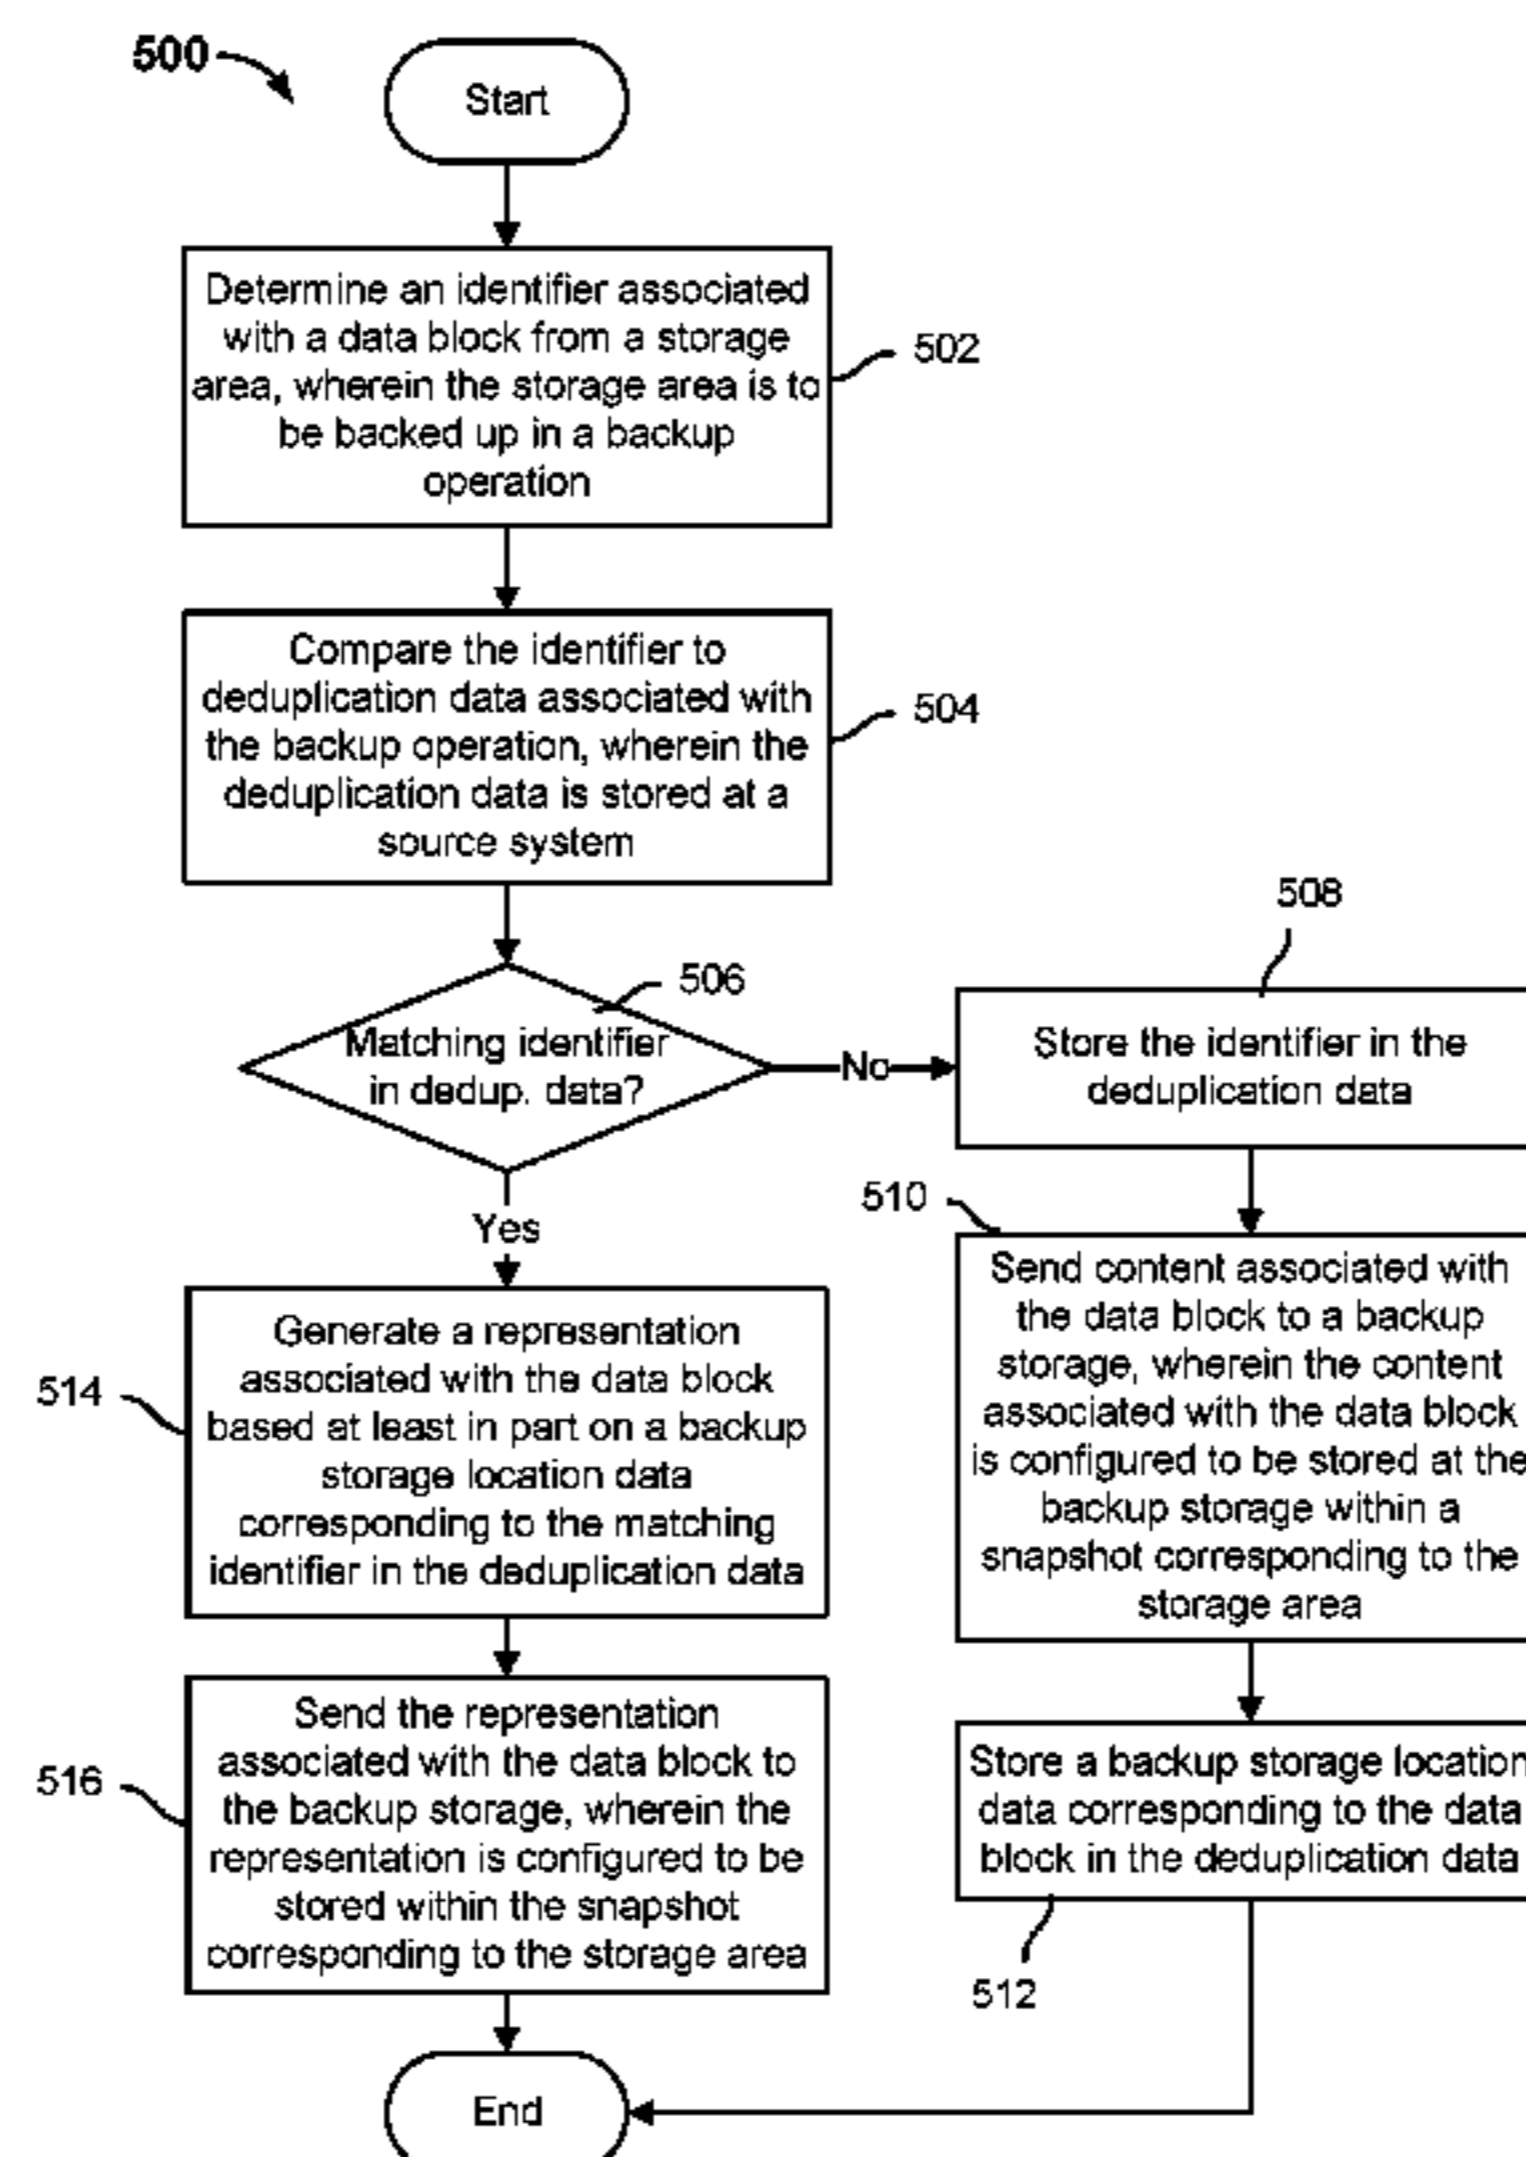 500
Start
Determine an identifier associated
with a data block from a storage
area, wherein the storage area is to
be backed up in a backup
operation
502
Compare the identifier to
deduplication data associated with
the backup operation, wherein the
deduplication data is stored at a
source system
504
506
Matching identifier
in dedup. data?
No
Yes
508
Store the identifier in the
deduplication data
510
Send content associated with
the data block to a backup
storage, wherein the content
associated with the data block
is configured to be stored at the
backup storage within a
snapshot corresponding to the
storage area
Store a backup storage location
data corresponding to the data
block in the deduplication data
512
514
Generate a representation
associated with the data block
based at least in part on a backup
storage location data
corresponding to the matching
identifier in the deduplication data
516
Send the representation
associated with the data block to
the backup storage, wherein the
representation is configured to be
stored within the snapshot
corresponding to the storage area
End